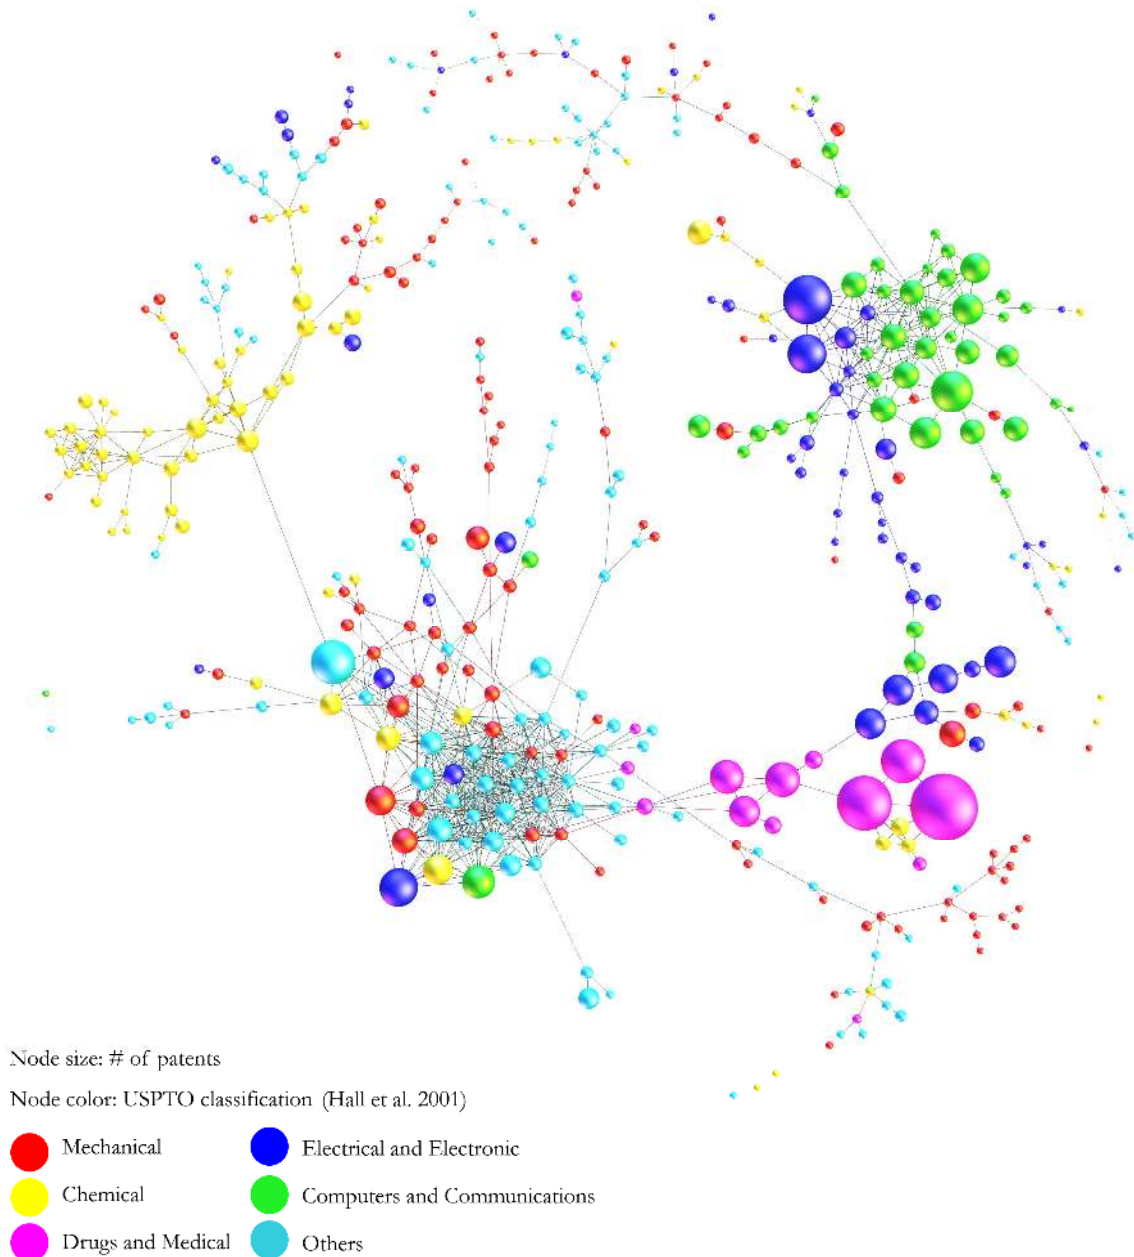 Node size: # of patents
Node color: USPTO classification (Hall et al. 2001)
Mechanical
Electrical and Electronic
Chemical
Computers and Communications
Drugs and Medical
Others